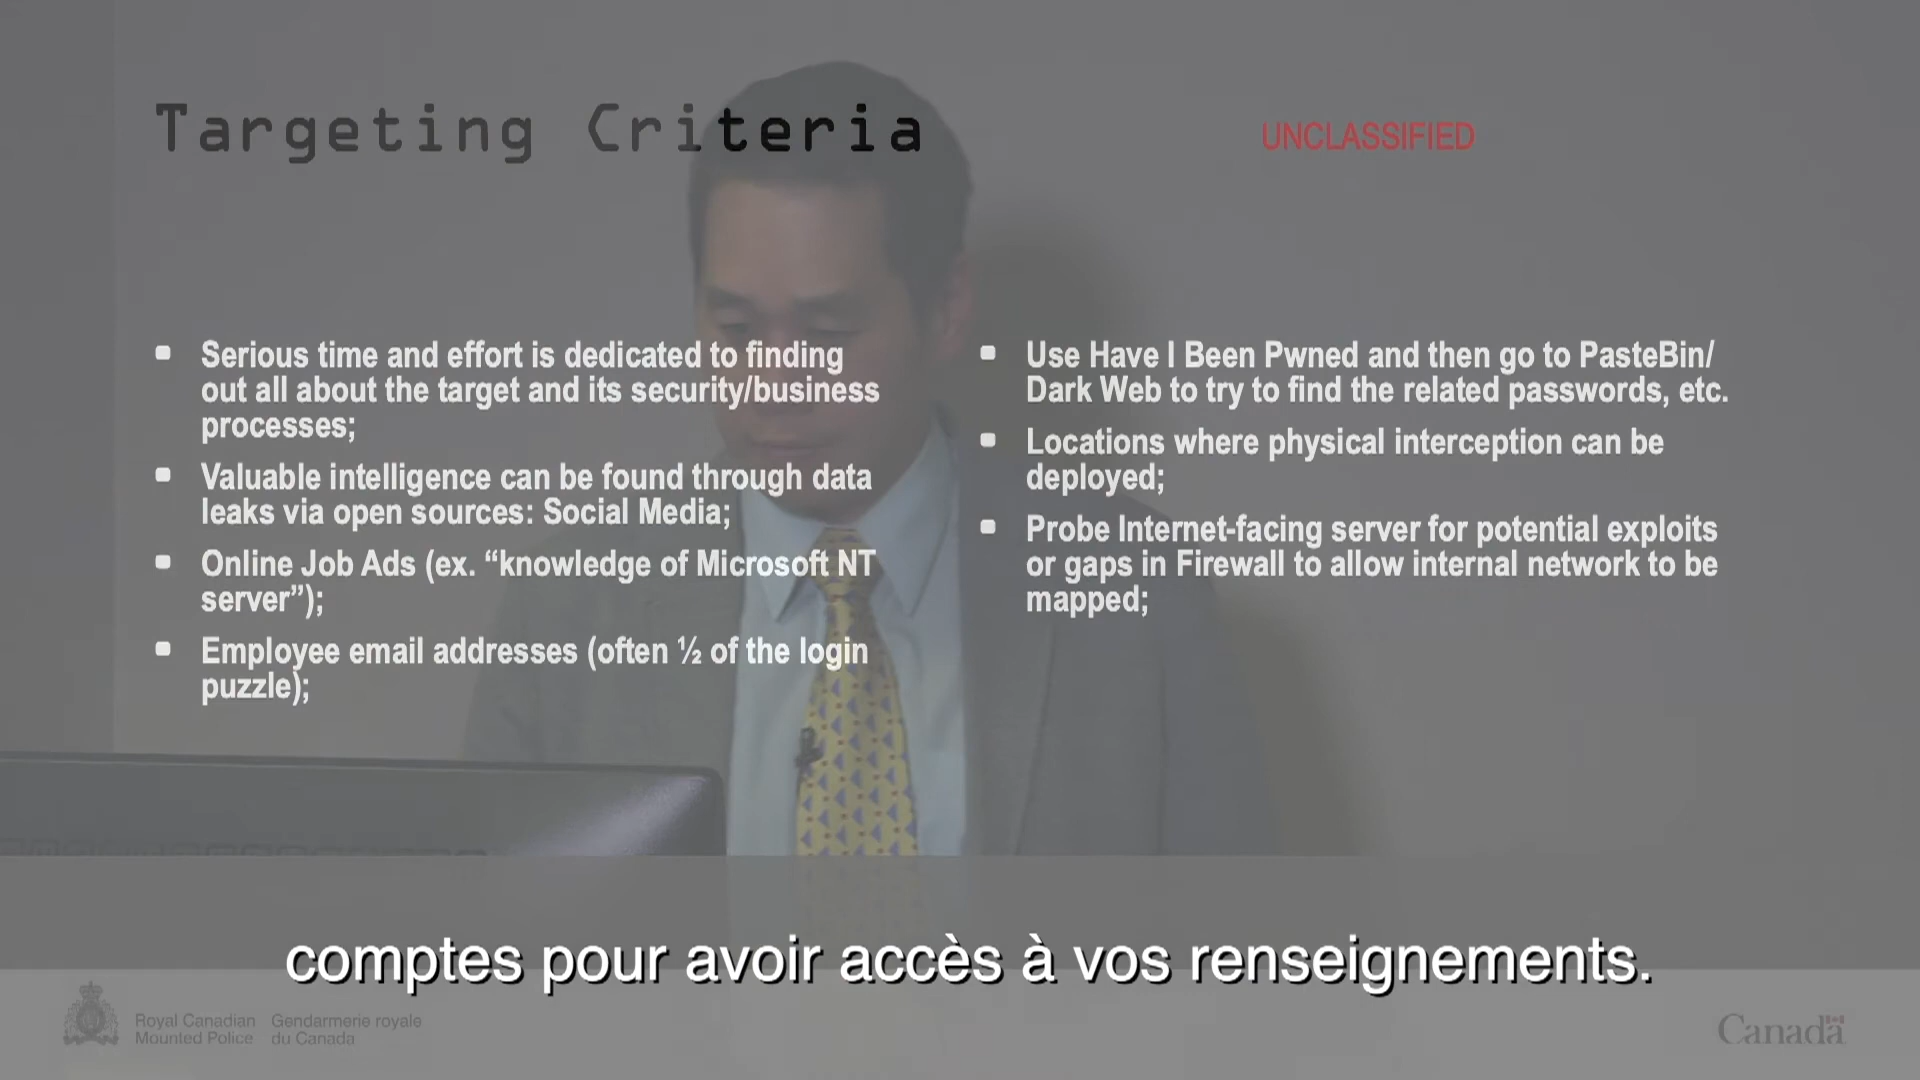 Targeting Criteria
UNCLASSIFIED
Serious time and effort is dedicated to finding
out all about the target and its security/business
processes;
Valuable intelligence can be found through data
leaks via open sources: Social Media;
Online Job Ads (ex. “knowledge of Microsoft NT
server”);
Employee email addresses (often ½ of the login
puzzle);
Use Have I Been Pwned and then go to PasteBin/
Dark Web to try to find the related passwords, etc.
Locations where physical interception can be
deployed;
Probe Internet-facing server for potential exploits
or gaps in Firewall to allow internal network to be
mapped;
comptes pour avoir accès à vos renseignements.
Royal Canadian
Mounted Police
Gendarmerie royale
du Canada
Canada